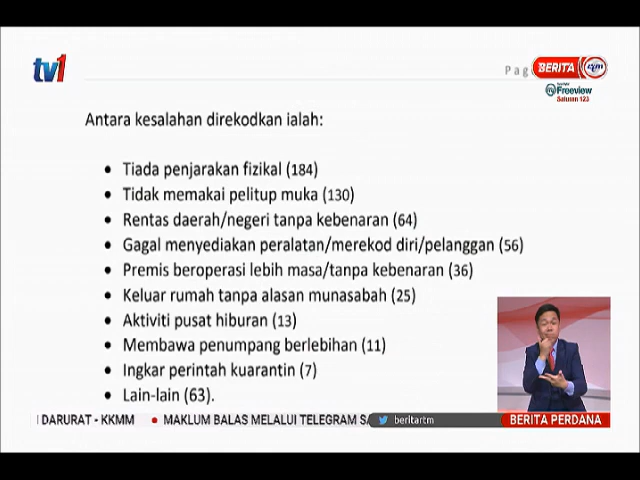 tv1
Pag
BERITA rtm
Freeview
Saluran 123
Antara kesalahan direkodkan ialah:
• Tiada penjarakan fizikal (184)
• Tidak memakai pelitup muka (130)
• Rentas daerah/negeri tanpa kebenaran (64)
• Gagal menyediakan peralatan/merekod diri/pelanggan (56)
• Premis beroperasi lebih masa/tanpa kebenaran (36)
• Keluar rumah tanpa alasan munasabah (25)
• Aktiviti pusat hiburan (13)
• Membawa penumpang berlebihan (11)
• Ingkar perintah kuarantin (7)
• Lain-lain (63).
DARURAT - KKMM • MAKLUM BALAS MELALUI TELEGRAM SA beritartm BERITA PERDANA